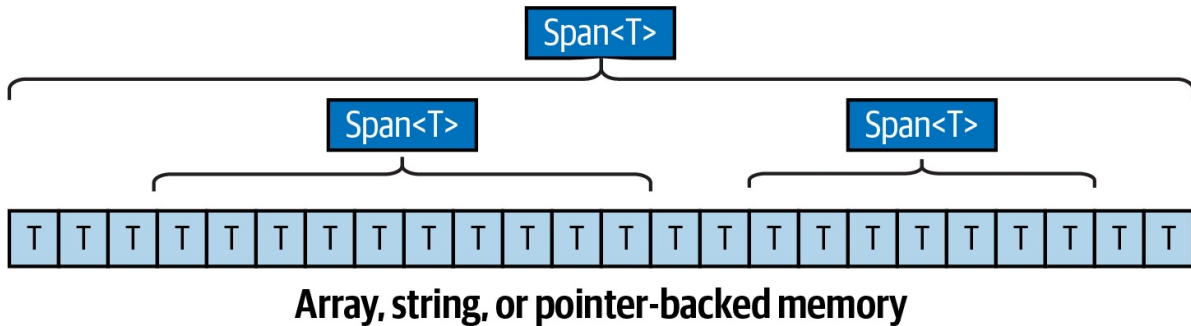 Span<T>
Span<T> Span<T>
T T T T T T T T T T T T T T T T T T T T T T T T
Array, string, or pointer-backed memory